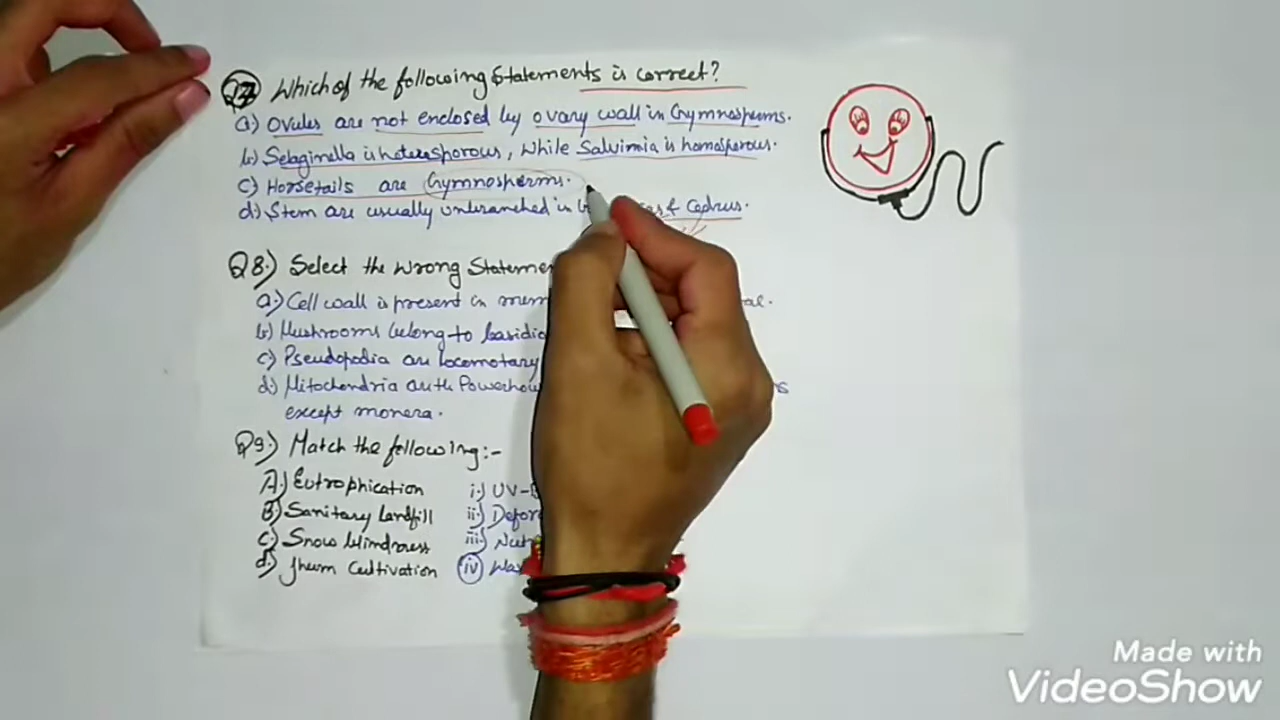 Q7 Which of the following Statements is correct?
a) Ovules are not enclosed by ovary wall in Gymnosperms.
b) Selaginella is heterosporous, while Salvinia is homosporous.
c) Horsetails are Gymnosperms.
d) Stem are usually unbranched in & Cedrus.
Q8.) Select the Wrong
a.) Cell wall is present in
b) Mushrooms belong to
c) Pseudopodia are locomotary
d) Mitochondria are the
except monera.
Q9.) Match the following:-
A.) Eutrophication i.) UV-
B) Sanitary landfill ii.)
C) Snow blindness iii.)
d) Jhum Cultivation iv
Made with
VideoShow